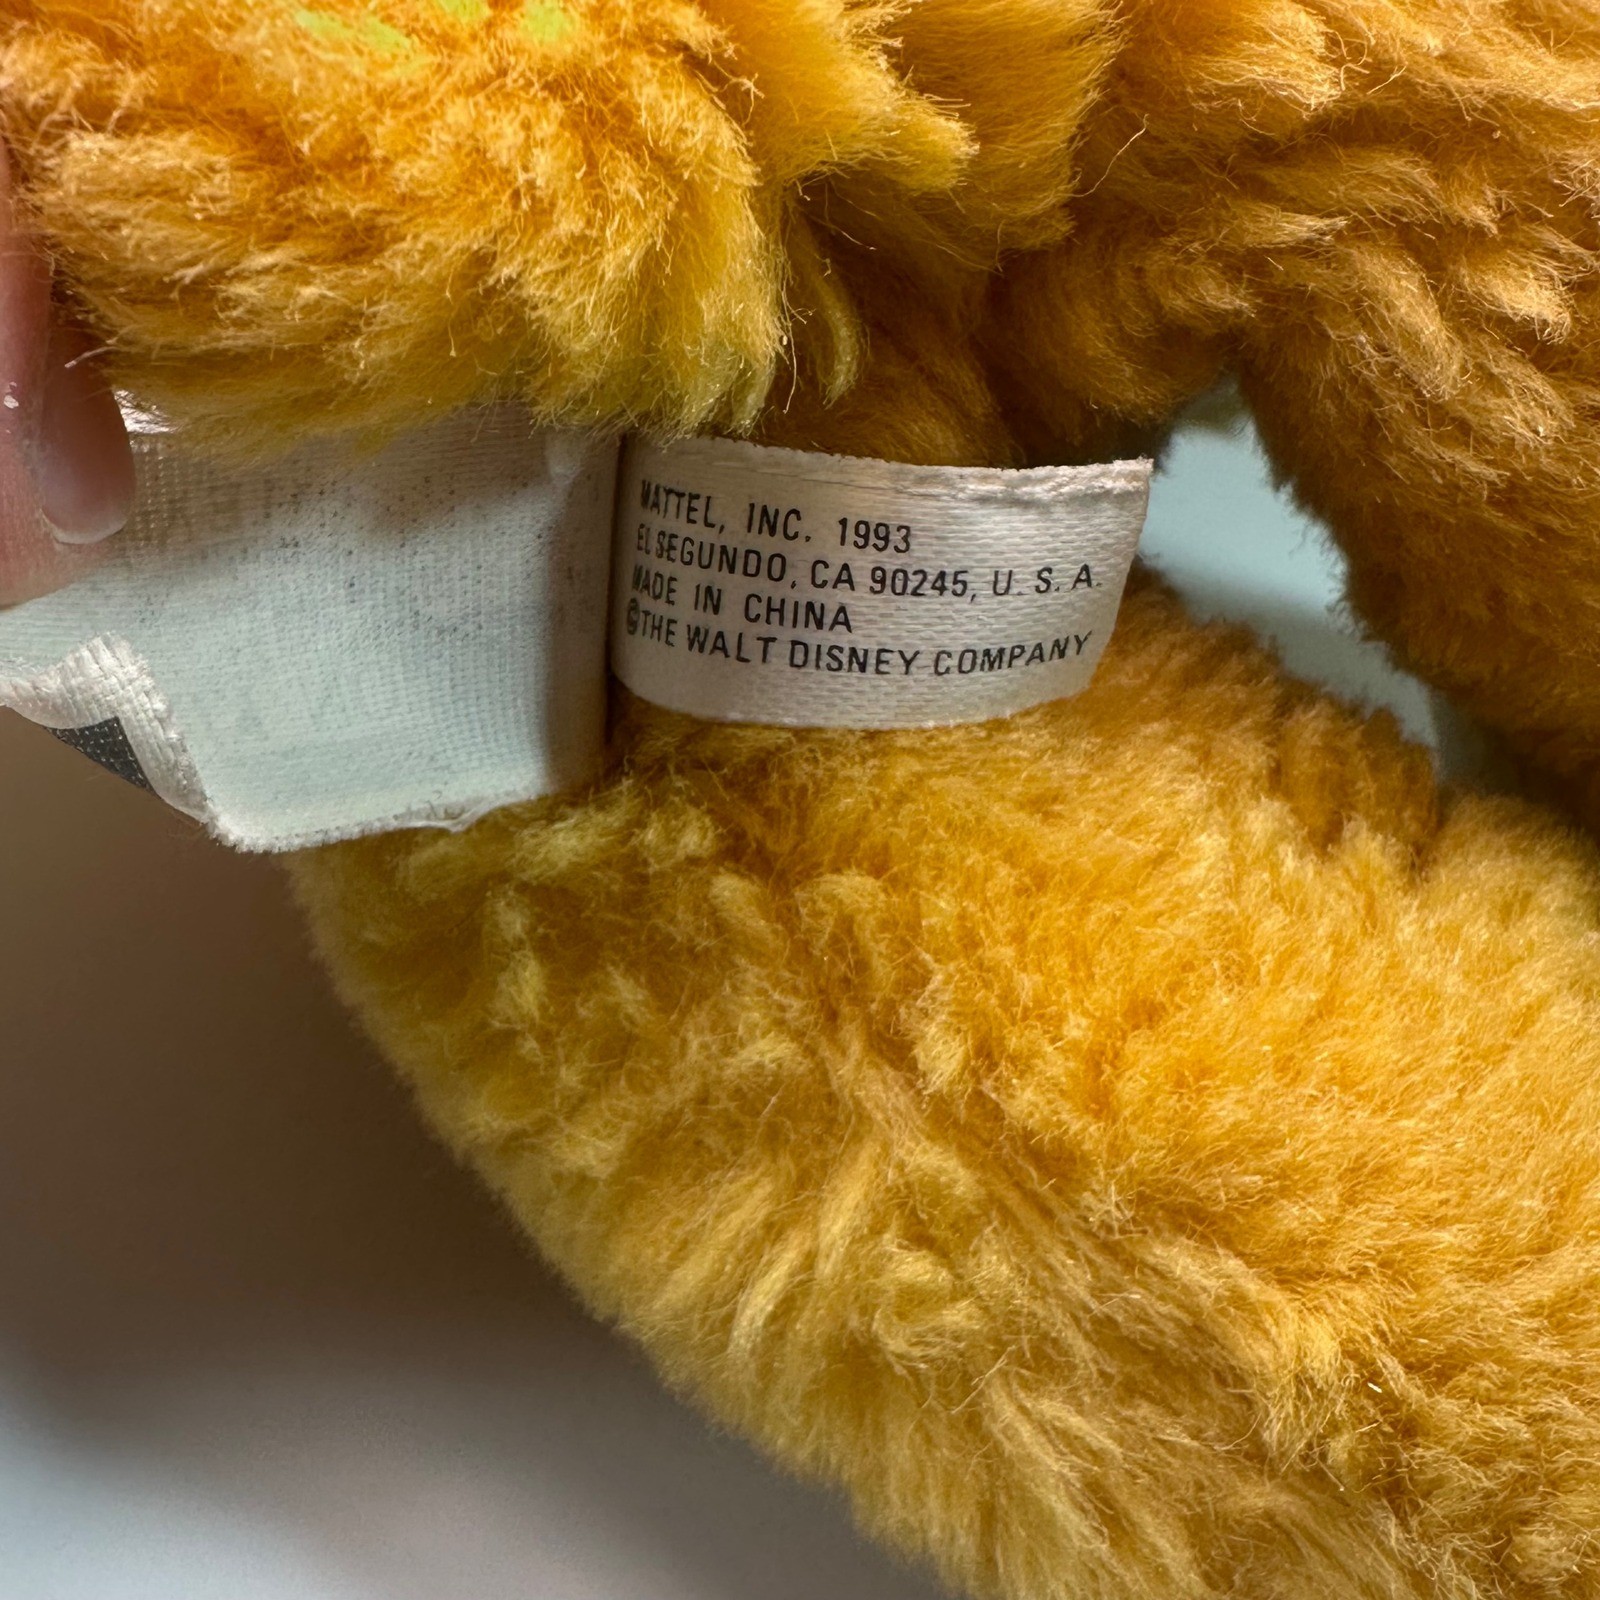 MATTEL, INC. 1993
EL SEGUNDO, CA 90245, U. S. A.
MADE IN CHINA
©THE WALT DISNEY COMPANY